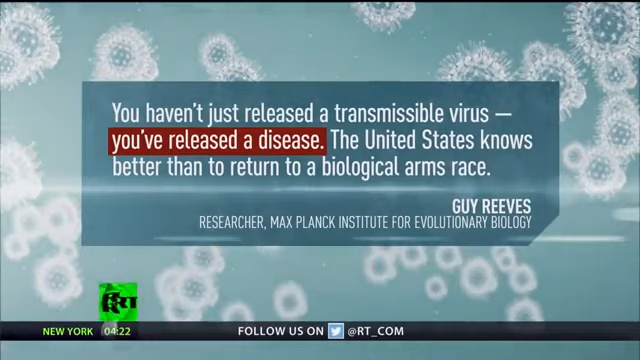 You haven't just released a transmissible virus –
you've released a disease. The United States knows
better than to return to a biological arms race.
GUY REEVES
RESEARCHER, MAX PLANCK INSTITUTE FOR EVOLUTIONARY BIOLOGY
RT
NEW YORK 04:22 FOLLOW US ON @RT_COM